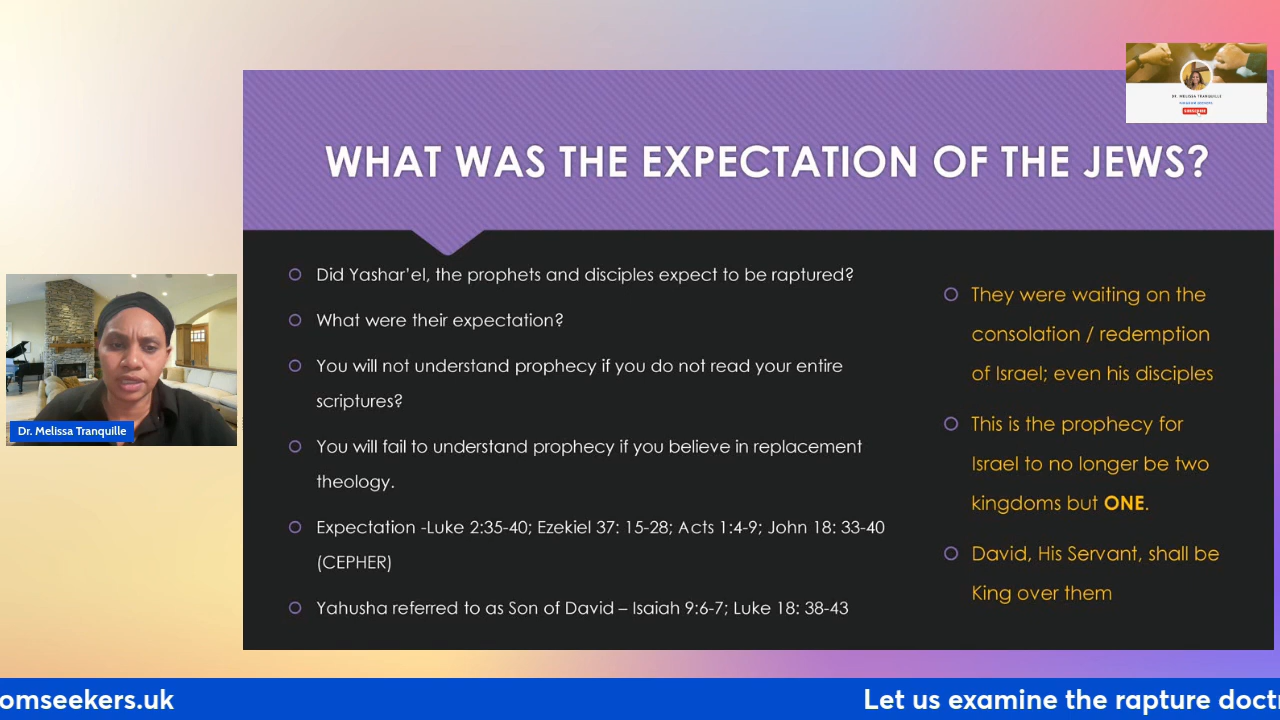 DR. MELISSA TRANQUILLE
SUBSCRIBE
WHAT WAS THE EXPECTATION OF THE JEWS?
Did Yashar’el, the prophets and disciples expect to be raptured?
What were their expectation?
You will not understand prophecy if you do not read your entire
scriptures?
You will fail to understand prophecy if you believe in replacement
theology.
Expectation -Luke 2:35-40; Ezekiel 37: 15-28; Acts 1:4-9; John 18: 33-40
(CEPHER)
Yahusha referred to as Son of David – Isaiah 9:6-7; Luke 18: 38-43
They were waiting on the
consolation / redemption
of Israel; even his disciples
This is the prophecy for
Israel to no longer be two
kingdoms but ONE.
David, His Servant, shall be
King over them
Dr. Melissa Tranquille
omseekers.uk
Let us examine the rapture doct